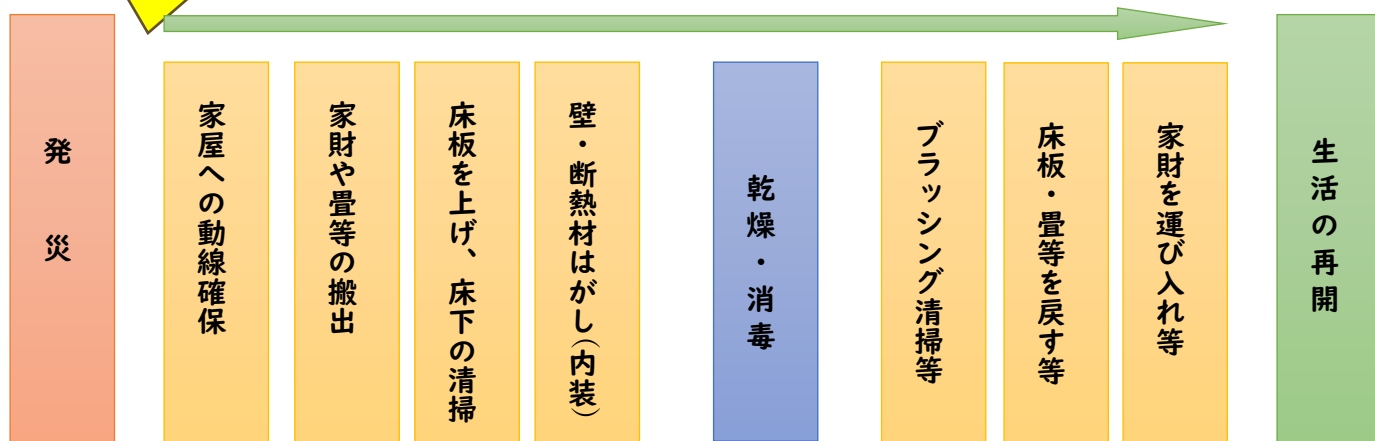 発災
家屋への動線確保
家財や畳等の搬出
床板を上げ、床下の清掃
壁・断熱材はがし(内装)
乾燥・消毒
ブラッシング清掃等
床板・畳等を戻す等
家財を運び入れ等
生活の再開